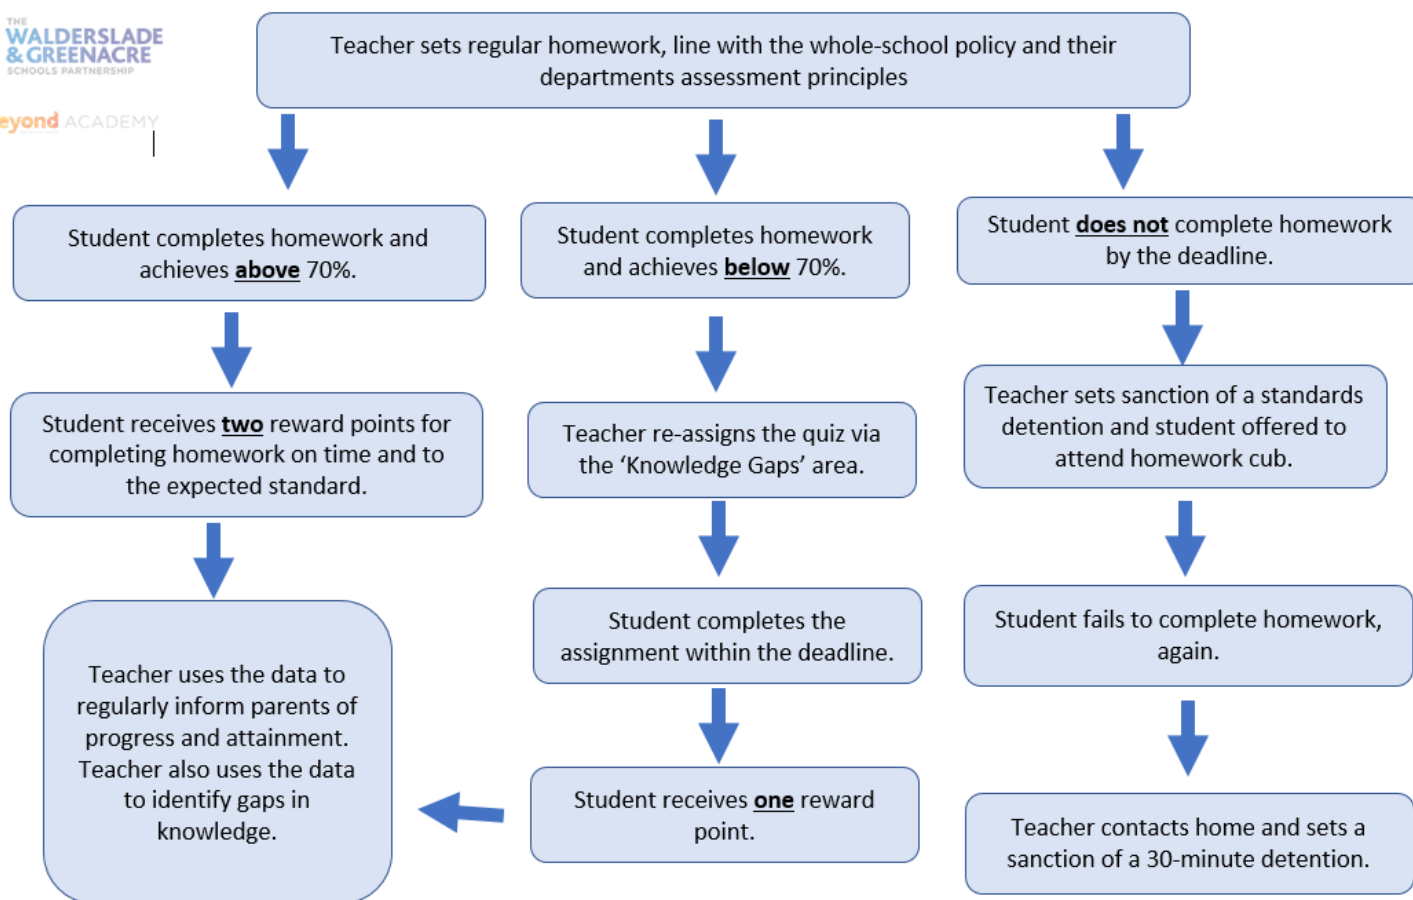 THE
WALDERSLADE
& GREENACRE
SCHOOLS PARTNERSHIP
eyond ACADEMY
Teacher sets regular homework, line with the whole-school policy and their
departments assessment principles
Student completes homework and
achieves above 70%.
Student receives two reward points for
completing homework on time and to
the expected standard.
Teacher uses the data to
regularly inform parents of
progress and attainment.
Teacher also uses the data
to identify gaps in
knowledge.
Student completes homework
and achieves below 70%.
Teacher re-assigns the quiz via
the ‘Knowledge Gaps’ area.
Student completes the
assignment within the deadline.
Student receives one reward
point.
Student does not complete homework
by the deadline.
Teacher sets sanction of a standards
detention and student offered to
attend homework cub.
Student fails to complete homework,
again.
Teacher contacts home and sets a
sanction of a 30-minute detention.